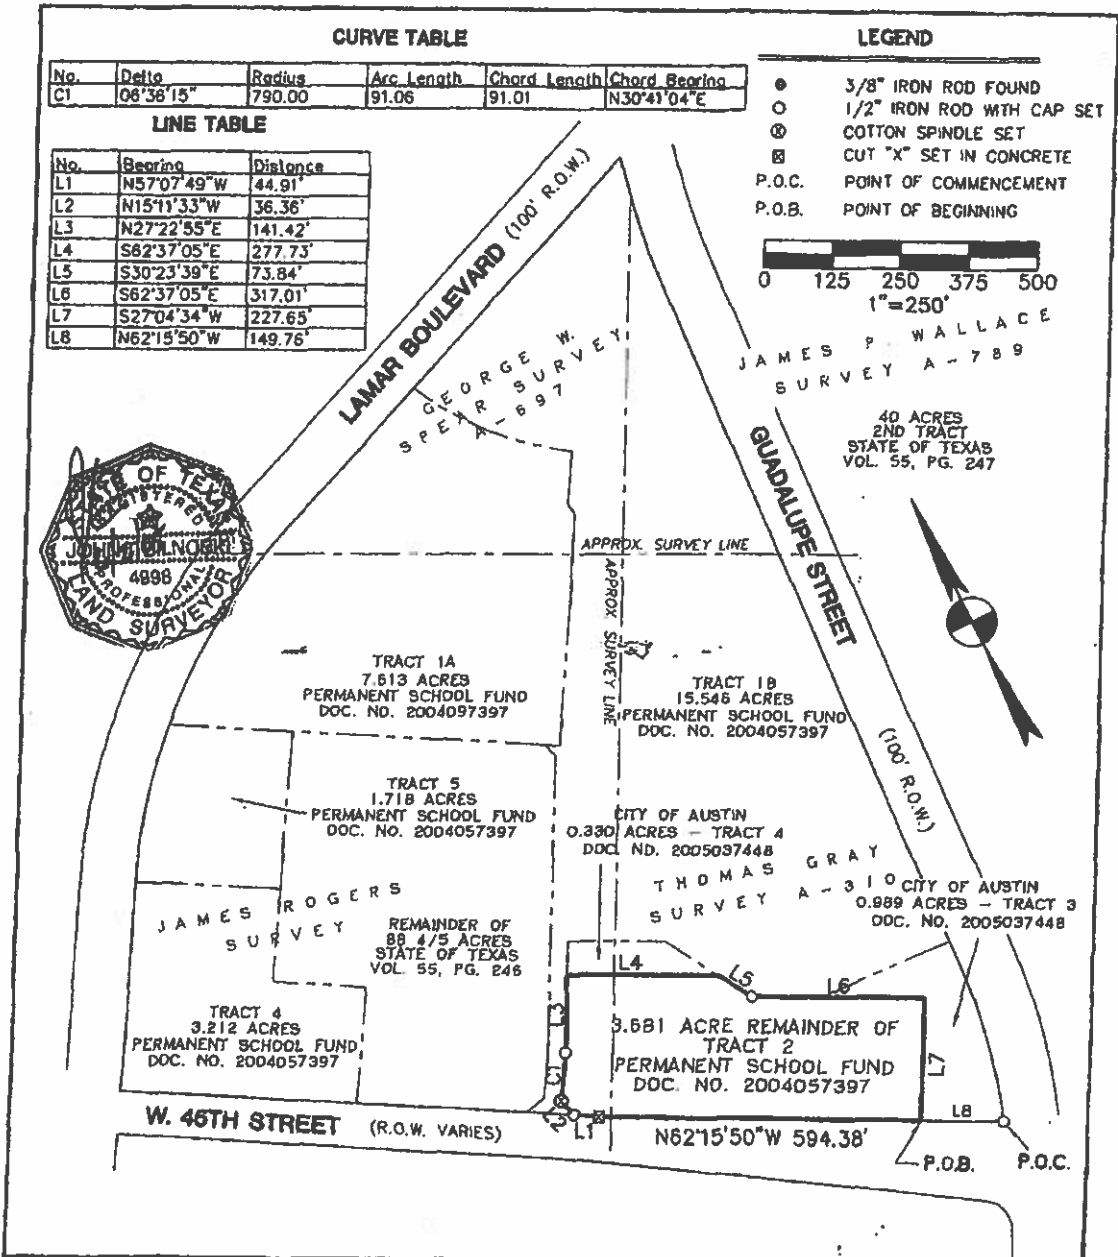 CURVE TABLE
No. Delta Radius Arc Length Chord Length Chord Bearing
C1 06°36'15" 790.00 91.06 91.01 N30°41'04"E
LINE TABLE
No. Bearing Distance
L1 N57°07'49"W 44.91'
L2 N15°11'33"W 36.36'
L3 N27°22'55"E 141.42'
L4 S62°37'05"E 277.73'
L5 S30°23'39"E 73.84'
L6 S62°37'05"E 317.01'
L7 S27°04'34"W 227.65'
L8 N62°15'50"W 149.76'
LEGEND
3/8" IRON ROD FOUND
1/2" IRON ROD WITH CAP SET
COTTON SPINDLE SET
CUT "X" SET IN CONCRETE
P.O.C. POINT OF COMMENCEMENT
P.O.B. POINT OF BEGINNING
0 125 250 375 500
1"=250'
LAMAR BOULEVARD (100' R.O.W.)
GEORGE W.
SPEAR SURVEY
A-697
JAMES P WALLACE
SURVEY A-789
40 ACRES
2ND TRACT
STATE OF TEXAS
VOL. 55, PG. 247
GUADALUPE STREET
(100' R.O.W.)
STATE OF TEXAS
REGISTERED
4998
PROFESSIONAL
LAND SURVEYOR
APPROX. SURVEY LINE
APPROX. SURVEY LINE
TRACT 1A
7.613 ACRES
PERMANENT SCHOOL FUND
DOC. NO. 2004097397
TRACT 1B
15.546 ACRES
PERMANENT SCHOOL FUND
DOC. NO. 2004057397
TRACT 5
1.718 ACRES
PERMANENT SCHOOL FUND
DOC. NO. 2004057397
CITY OF AUSTIN
0.330 ACRES - TRACT 4
DOC. NO. 2005037448
THOMAS GRAY
SURVEY A-310
CITY OF AUSTIN
0.989 ACRES - TRACT 3
DOC. NO. 2005037448
JAMES ROGERS
SURVEY
REMAINDER OF
88 4/5 ACRES
STATE OF TEXAS
VOL. 55, PG. 246
TRACT 4
3.212 ACRES
PERMANENT SCHOOL FUND
DOC. NO. 2004057397
L4
L5
L6
L3
C1
L2
L1
L7
L8
3.681 ACRE REMAINDER OF
TRACT 2
PERMANENT SCHOOL FUND
DOC. NO. 2004057397
W. 45TH STREET (R.O.W. VARIES)
N62°15'50"W 594.38'
P.O.B.
P.O.C.